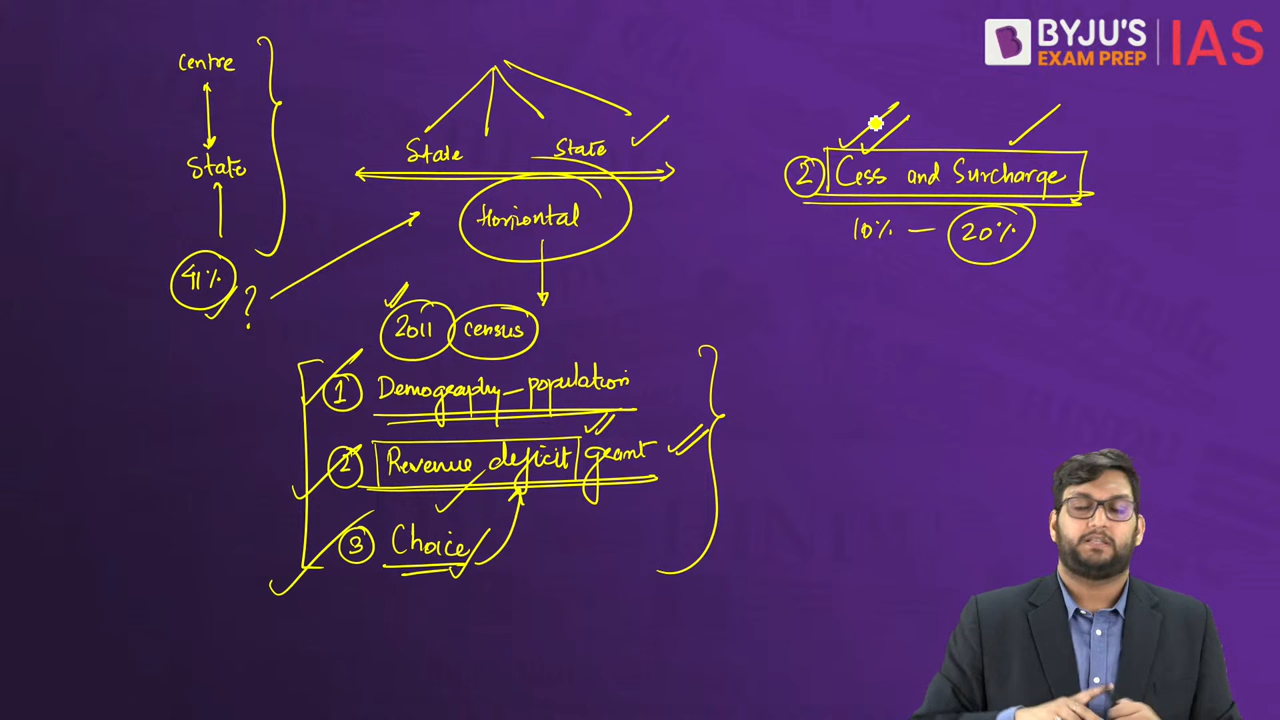 BYJU'S
EXAM PREP
IAS
Centre
State
41%
?
State State
Horizontal
2011 census
1 Demography-population
2 Revenue deficit grant
3 Choice
2 Cess and Surcharge
10% — 20%